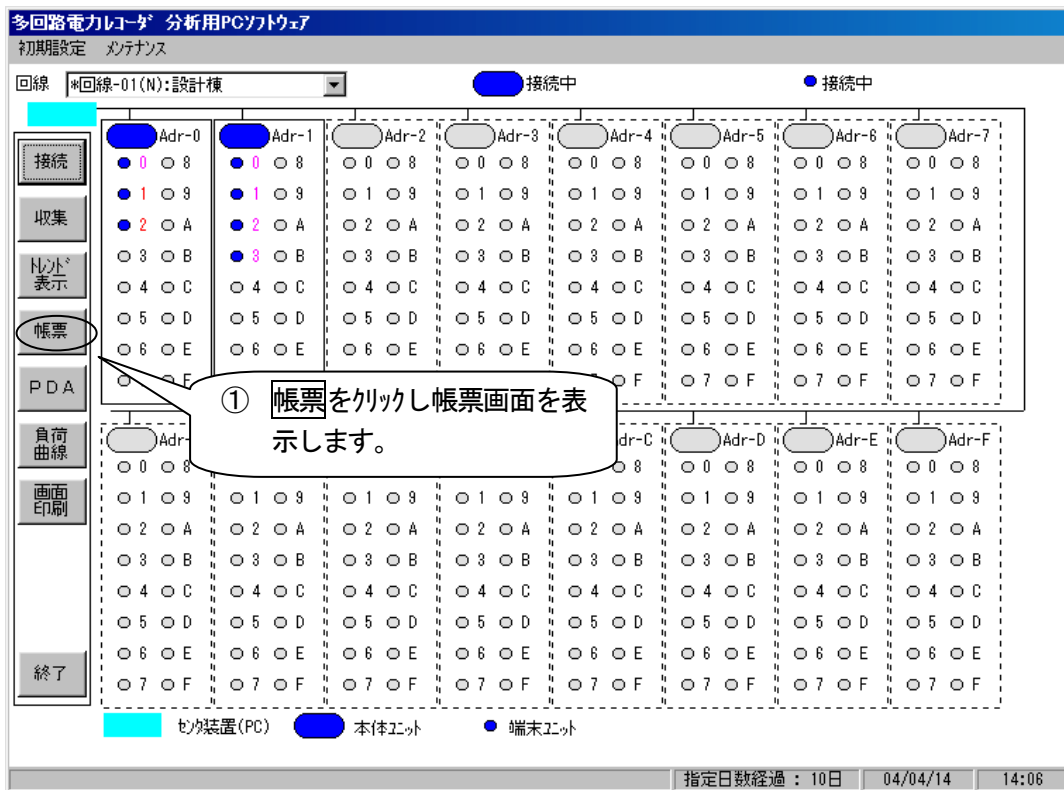 多回路電力ﾚｺｰﾀﾞ 分析用PCｿﾌﾄｳｪｱ
初期設定 ﾒﾝﾃﾅﾝｽ
回線 *回線-01(N):設計棟 接続中 接続中
Adr-0 Adr-1 Adr-2 Adr-3 Adr-4 Adr-5 Adr-6 Adr-7
接続 0 8 0 8 0 8 0 8 0 8 0 8 0 8 0 8
1 9 1 9 1 9 1 9 1 9 1 9 1 9 1 9
収集 2 A 2 A 2 A 2 A 2 A 2 A 2 A 2 A
ﾄﾚﾝﾄﾞ 3 B 3 B 3 B 3 B 3 B 3 B 3 B 3 B
表示 4 C 4 C 4 C 4 C 4 C 4 C 4 C 4 C
帳票 5 D 5 D 5 D 5 D 5 D 5 D 5 D 5 D
6 E 6 E 6 E 6 E 6 E 6 E 6 E 6 E
PDA F 7 F 7 F 7 F
① 帳票をｸﾘｯｸし帳票画面を表
示します。
負荷
曲線
Adr- dr-C Adr-D Adr-E Adr-F
0 8 8 0 8 0 8 0 8
画面
印刷
1 9 1 9 1 9 1 9 1 9 1 9 1 9 1 9
2 A 2 A 2 A 2 A 2 A 2 A 2 A 2 A
3 B 3 B 3 B 3 B 3 B 3 B 3 B 3 B
4 C 4 C 4 C 4 C 4 C 4 C 4 C 4 C
5 D 5 D 5 D 5 D 5 D 5 D 5 D 5 D
6 E 6 E 6 E 6 E 6 E 6 E 6 E 6 E
終了 7 F 7 F 7 F 7 F 7 F 7 F 7 F 7 F
ｾﾝﾀ装置(PC) 本体ﾕﾆｯﾄ 端末ﾕﾆｯﾄ
指定日数経過 : 10日 04/04/14 14:06